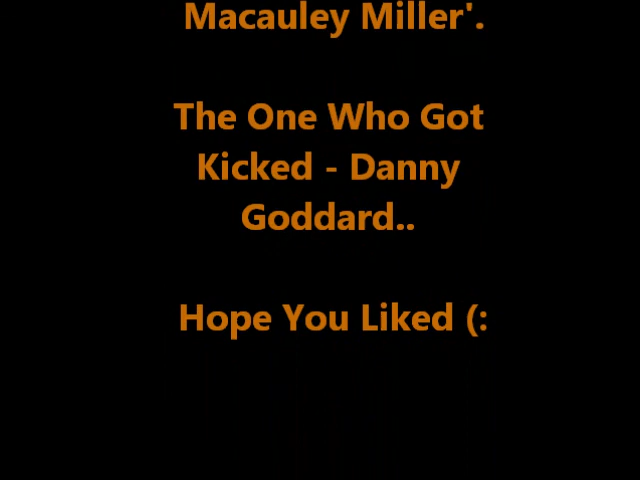 Macauley Miller'.
The One Who Got
Kicked - Danny
Goddard..
Hope You Liked (: